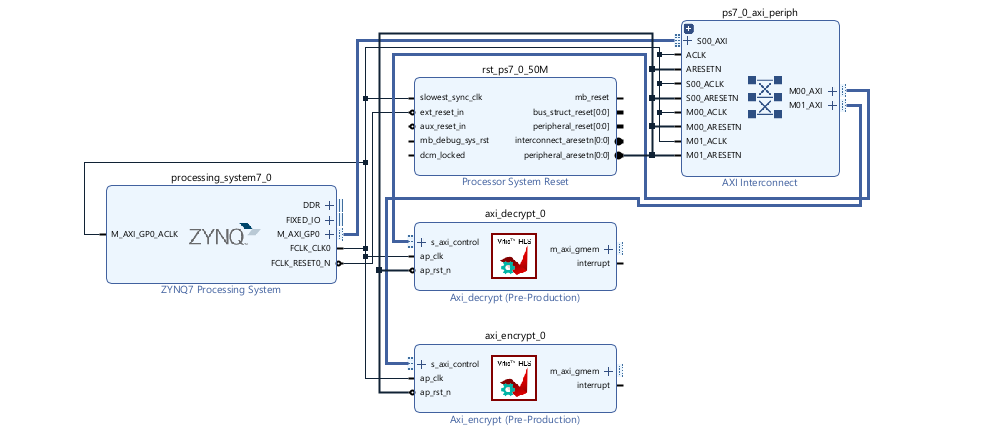 ps7_0_axi_periph
S00_AXI
ACLK
ARESETN
S00_ACLK
S00_ARESETN
M00_ACLK
M00_ARESETN
M01_ACLK
M01_ARESETN
M00_AXI
M01_AXI
AXI Interconnect
rst_ps7_0_50M
slowest_sync_clk
ext_reset_in
aux_reset_in
mb_debug_sys_rst
dcm_locked
mb_reset
bus_struct_reset[0:0]
peripheral_reset[0:0]
interconnect_aresetn[0:0]
peripheral_aresetn[0:0]
Processor System Reset
processing_system7_0
M_AXI_GP0_ACLK
ZYNQ
DDR
FIXED_IO
M_AXI_GP0
FCLK_CLK0
FCLK_RESET0_N
ZYNQ7 Processing System
axi_decrypt_0
s_axi_control
ap_clk
ap_rst_n
Vitis™ HLS
m_axi_gmem
interrupt
Axi_decrypt (Pre-Production)
axi_encrypt_0
s_axi_control
ap_clk
ap_rst_n
Vitis™ HLS
m_axi_gmem
interrupt
Axi_encrypt (Pre-Production)